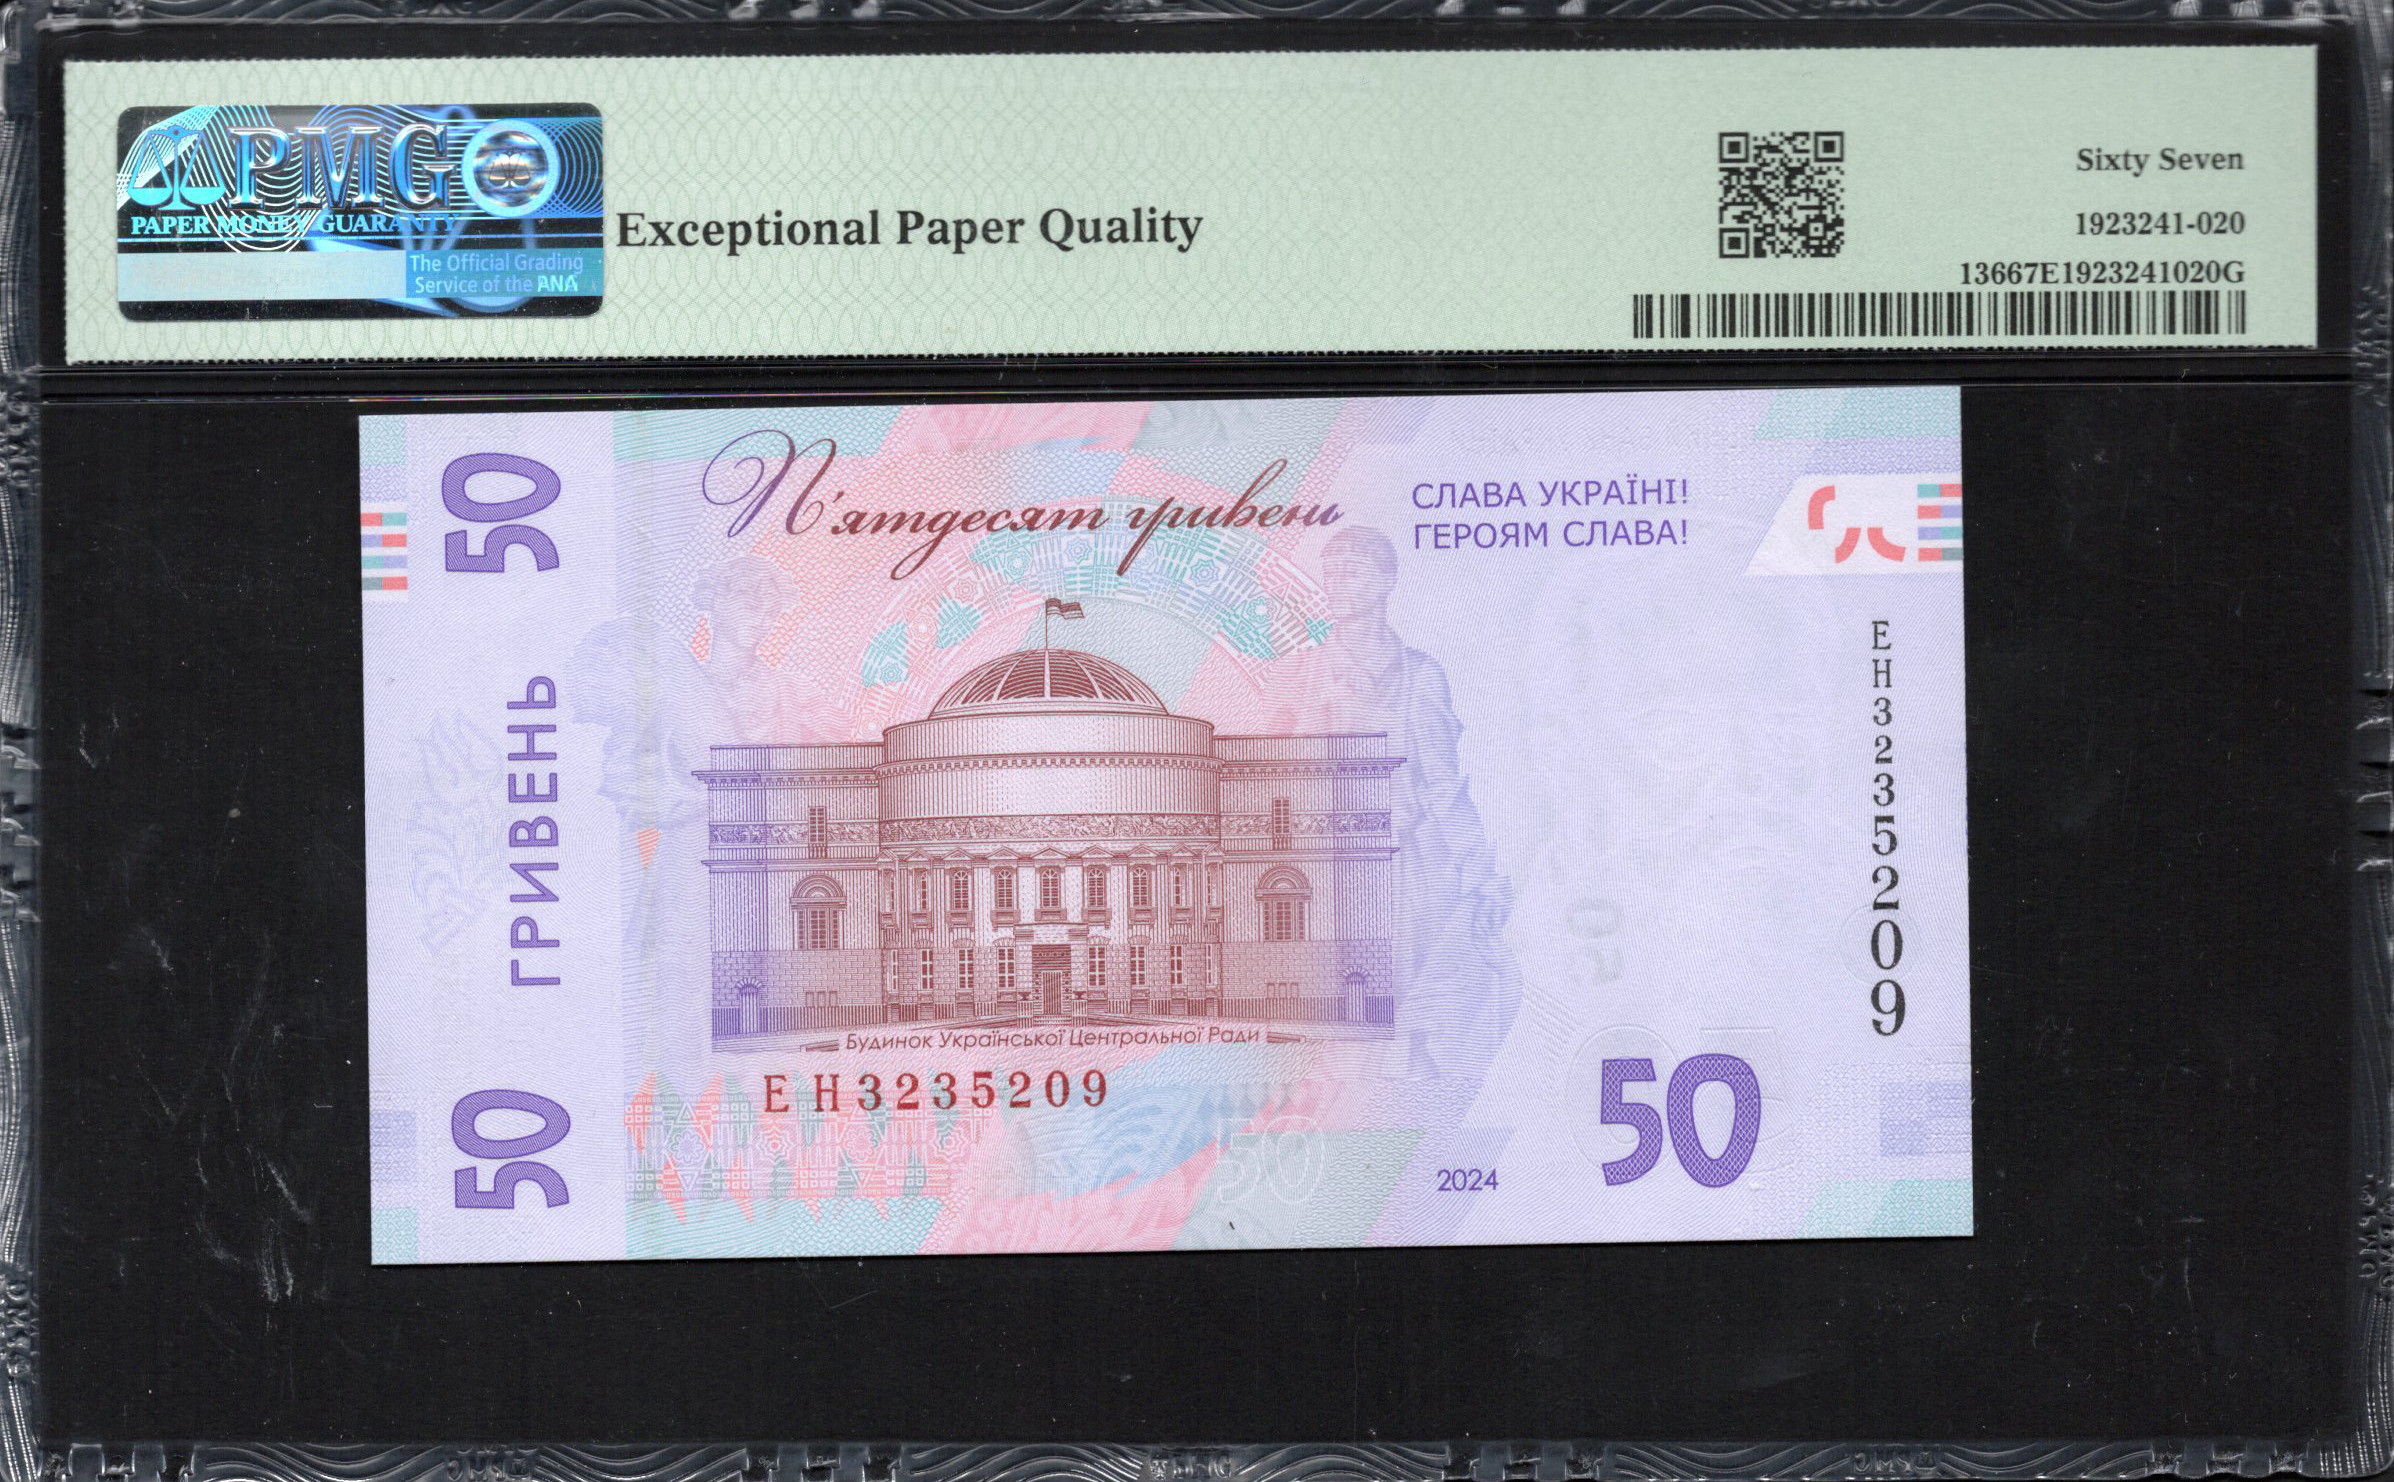 PMG
PAPER MONEY GUARANTY
The Official Grading
Service of the ANA
Exceptional Paper Quality
Sixty Seven
1923241-020
13667E1923241020G
П'ятдесят гривень
СЛАВА УКРАЇНІ!
ГЕРОЯМ СЛАВА!
50
ГРИВЕНЬ
50
ЕН3235209
Будинок Української Центральної Ради
ЕН3235209
50
2024
50